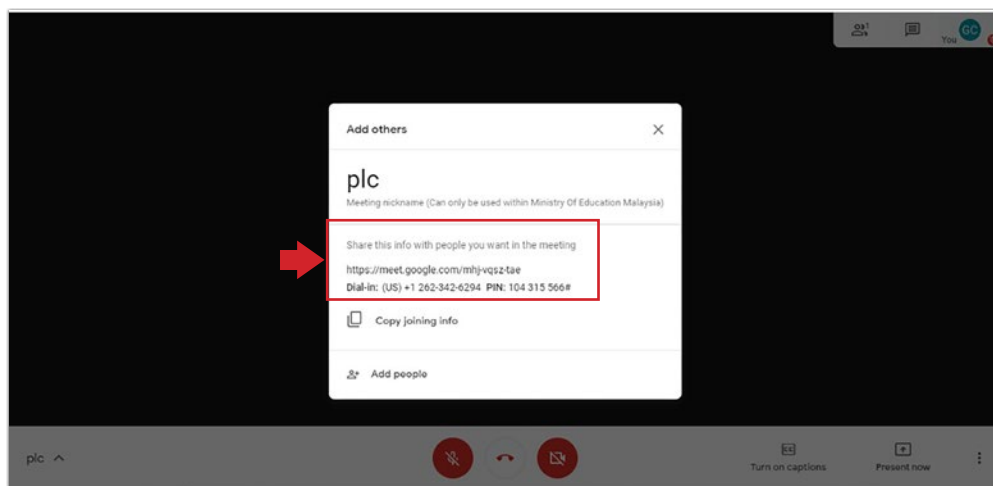 1
You
GC
Add others
plc
Meeting nickname (Can only be used within Ministry Of Education Malaysia)
Share this info with people you want in the meeting
https://meet.google.com/mhj-vqsz-tae
Dial-in: (US) +1 262-342-6294 PIN: 104 315 566#
Copy joining info
Add people
plc
CC
Turn on captions
Present now